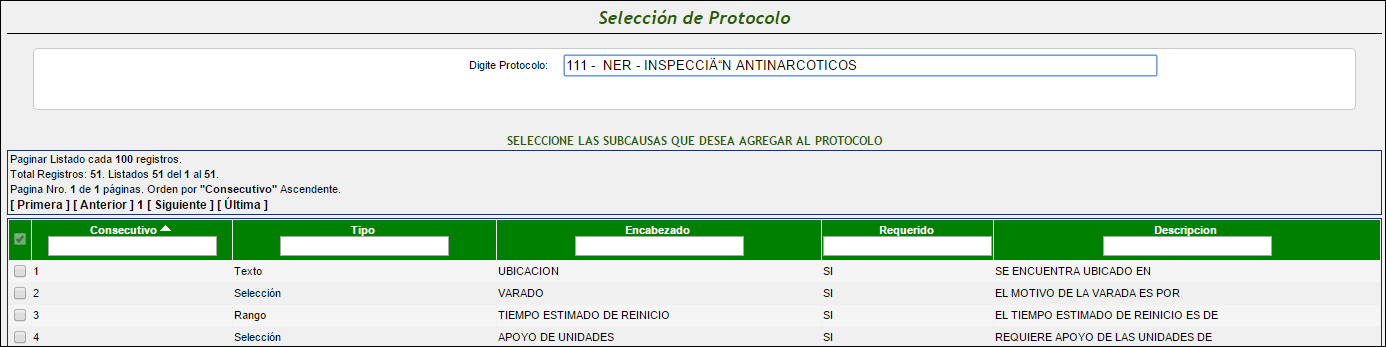 Selección de Protocolo
Digite Protocolo: 111 -  NER - INSPECCIÄ“N ANTINARCOTICOS
SELECCIONE LAS SUBCAUSAS QUE DESEA AGREGAR AL PROTOCOLO
Paginar Listado cada 100 registros.
Total Registros: 51. Listados 51 del 1 al 51.
Pagina Nro. 1 de 1 páginas. Orden por "Consecutivo" Ascendente.
[ Primera ] [ Anterior ] 1 [ Siguiente ] [ Última ]
Consecutivo Tipo Encabezado Requerido Descripcion
1 Texto UBICACION SI SE ENCUENTRA UBICADO EN
2 Selección VARADO SI EL MOTIVO DE LA VARADA ES POR
3 Rango TIEMPO ESTIMADO DE REINICIO SI EL TIEMPO ESTIMADO DE REINICIO ES DE
4 Selección APOYO DE UNIDADES SI REQUIERE APOYO DE LAS UNIDADES DE